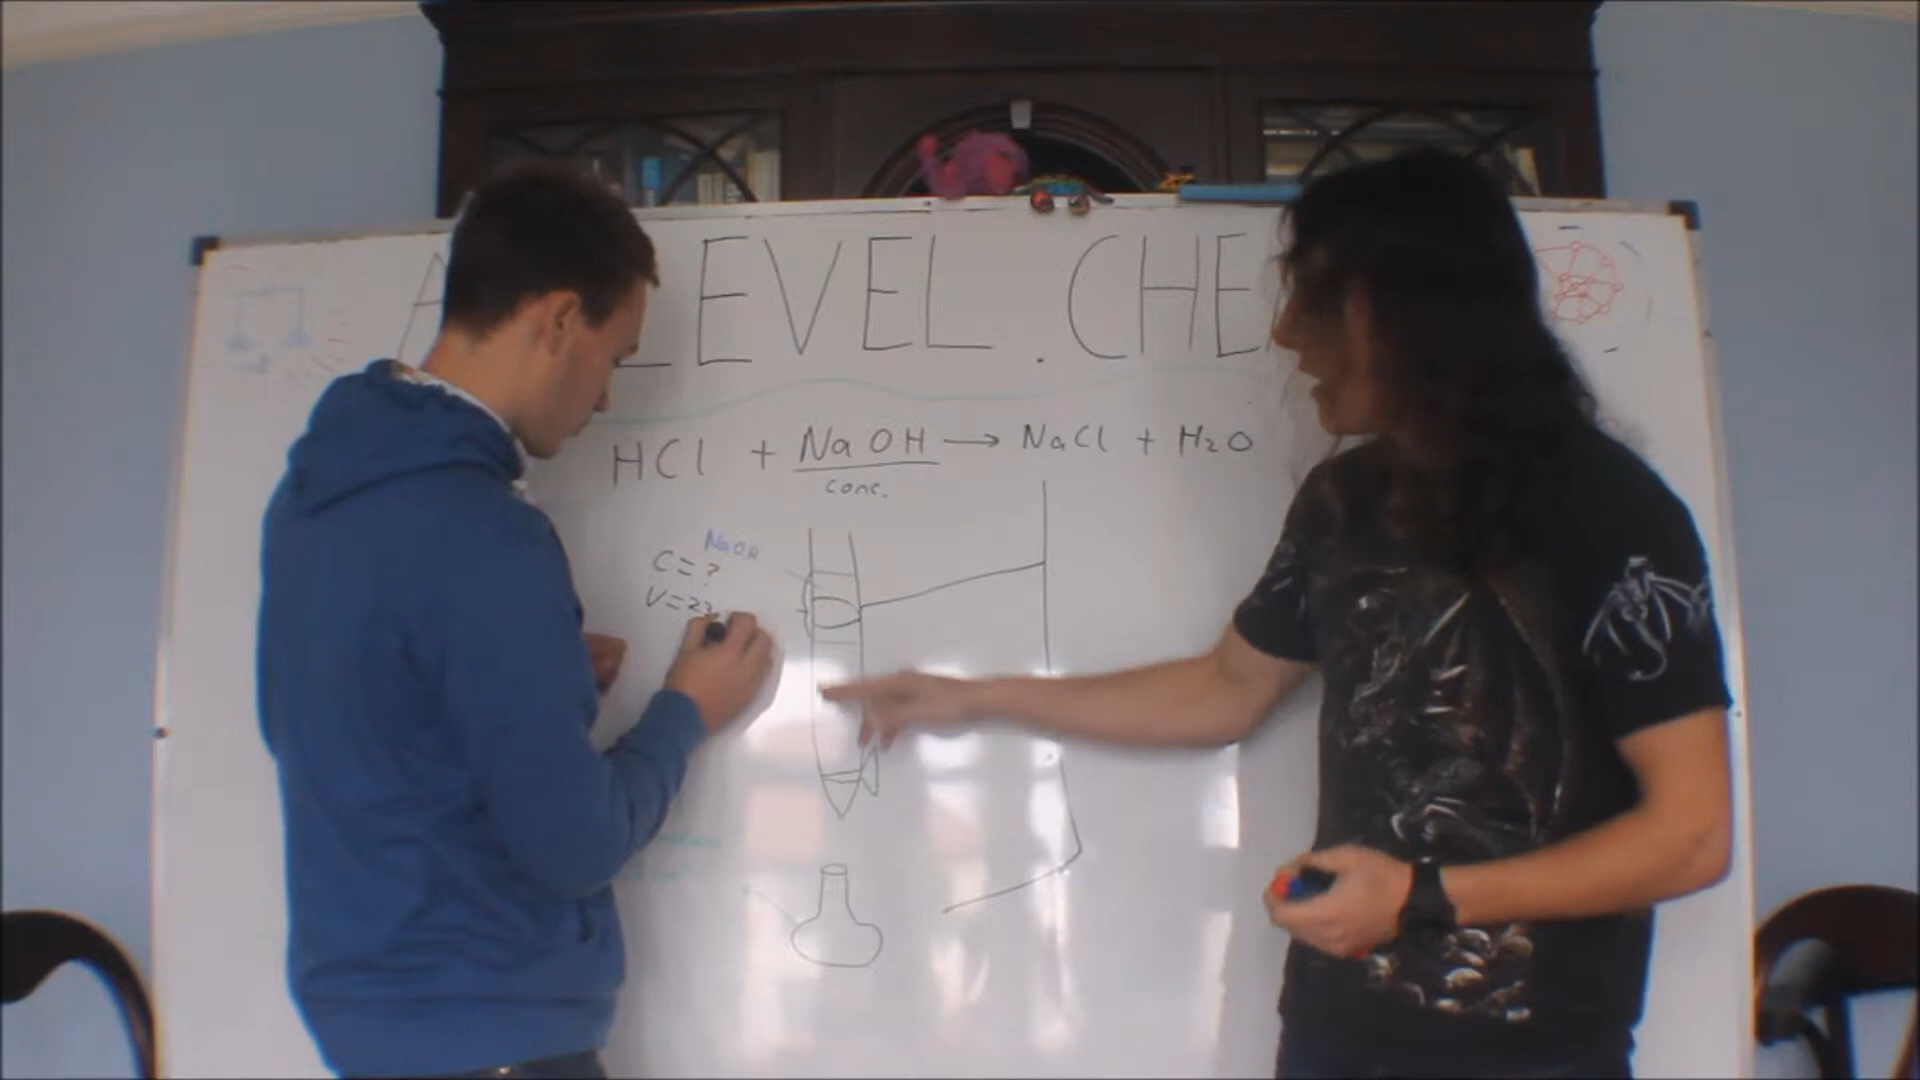 A LEVEL . CHE
HCl + NaOH → NaCl + H2O
conc.
NaOH
C = ?
V = ??